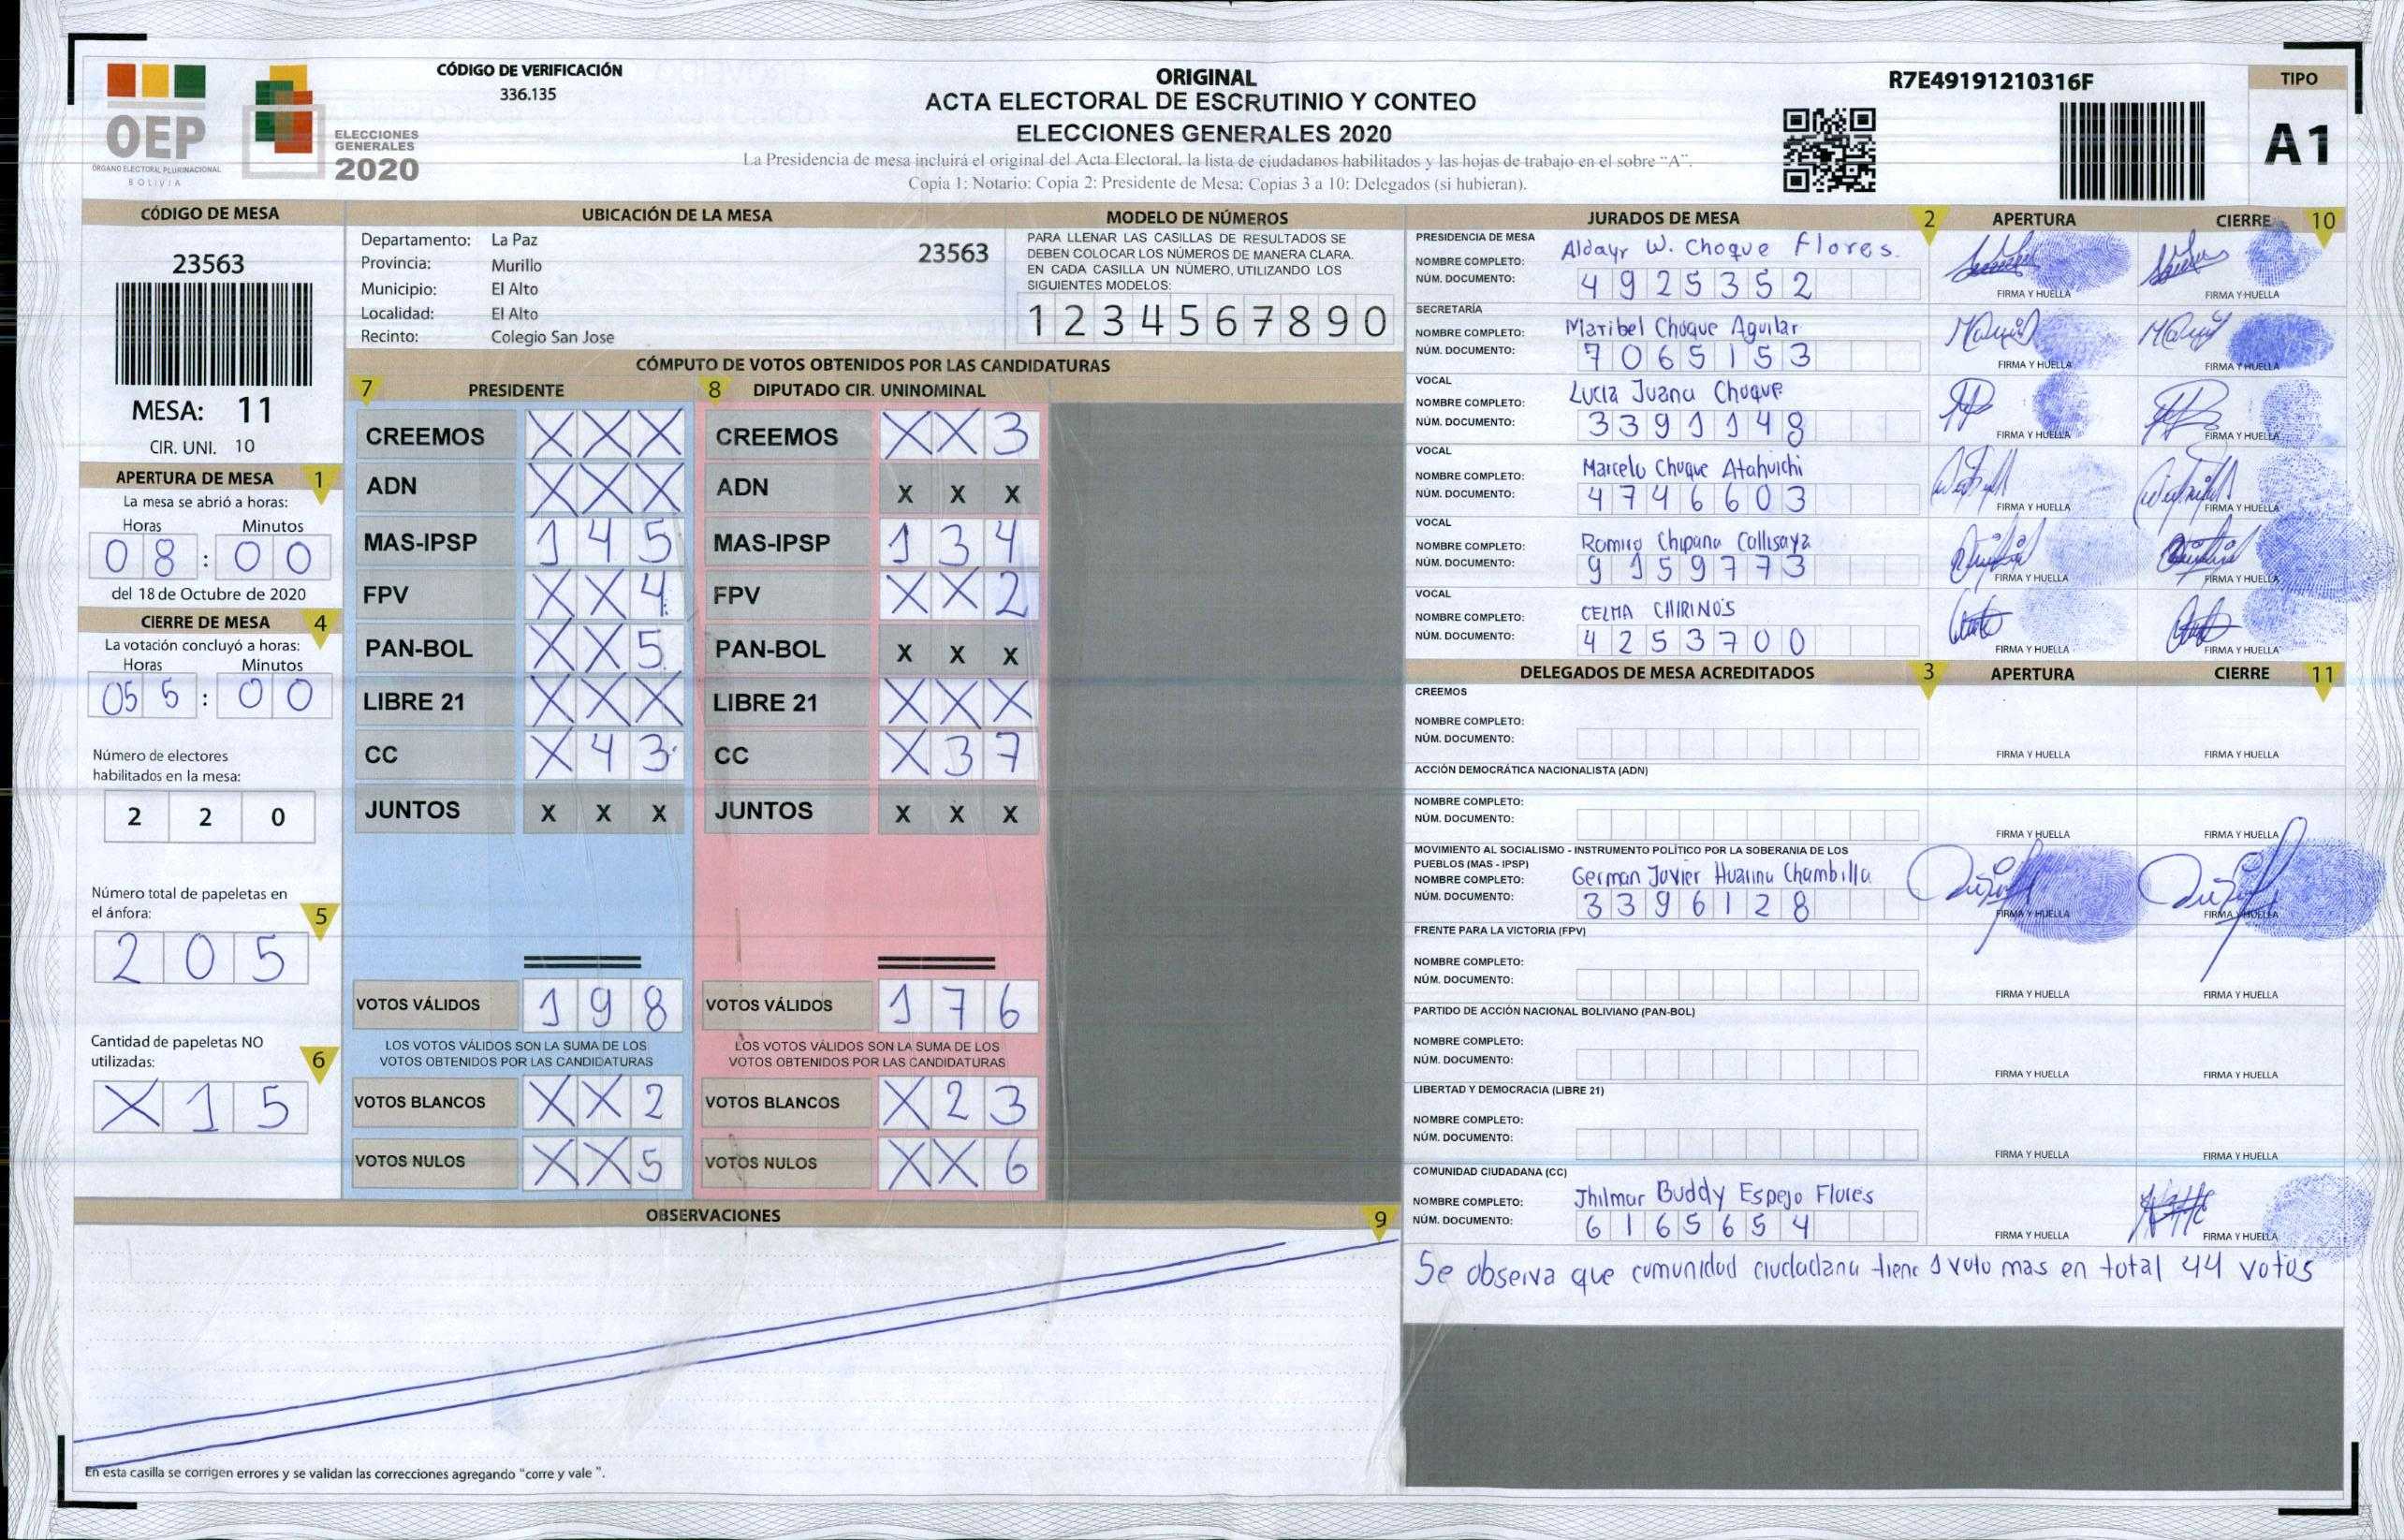 OEP
ÓRGANO ELECTORAL PLURINACIONAL
BOLIVIA
ELECCIONES
GENERALES
2020
CÓDIGO DE VERIFICACIÓN
336.135
ORIGINAL
ACTA ELECTORAL DE ESCRUTINIO Y CONTEO
ELECCIONES GENERALES 2020
La Presidencia de mesa incluirá el original del Acta Electoral, la lista de ciudadanos habilitados y las hojas de trabajo en el sobre "A".
Copia 1: Notario: Copia 2: Presidente de Mesa; Copias 3 a 10: Delegados (si hubieran).
R7E49191210316F
TIPO
A1
CÓDIGO DE MESA
23563
MESA: 11
CIR. UNI. 10
APERTURA DE MESA 1
La mesa se abrió a horas:
Horas Minutos
08 : 00
del 18 de Octubre de 2020
CIERRE DE MESA 4
La votación concluyó a horas:
Horas Minutos
05 5 : 00
Número de electores
habilitados en la mesa:
2 2 0
Número total de papeletas en
el ánfora: 5
2 0 5
Cantidad de papeletas NO
utilizadas: 6
X 1 5
UBICACIÓN DE LA MESA
Departamento: La Paz
Provincia: Murillo
Municipio: El Alto
Localidad: El Alto
Recinto: Colegio San Jose
23563
MODELO DE NÚMEROS
PARA LLENAR LAS CASILLAS DE RESULTADOS SE
DEBEN COLOCAR LOS NÚMEROS DE MANERA CLARA.
EN CADA CASILLA UN NÚMERO, UTILIZANDO LOS
SIGUIENTES MODELOS:
1 2 3 4 5 6 7 8 9 0
CÓMPUTO DE VOTOS OBTENIDOS POR LAS CANDIDATURAS
7 PRESIDENTE 8 DIPUTADO CIR. UNINOMINAL
CREEMOS X X X CREEMOS X X 3
ADN X X X ADN X X X
MAS-IPSP 1 4 5 MAS-IPSP 1 3 4
FPV X X 4 FPV X X 2
PAN-BOL X X 5 PAN-BOL X X X
LIBRE 21 X X X LIBRE 21 X X X
CC X 4 3 CC X 3 7
JUNTOS X X X JUNTOS X X X
VOTOS VÁLIDOS 1 9 8 VOTOS VÁLIDOS 1 7 6
LOS VOTOS VÁLIDOS SON LA SUMA DE LOS LOS VOTOS VÁLIDOS SON LA SUMA DE LOS
VOTOS OBTENIDOS POR LAS CANDIDATURAS VOTOS OBTENIDOS POR LAS CANDIDATURAS
VOTOS BLANCOS X X 2 VOTOS BLANCOS X 2 3
VOTOS NULOS X X 5 VOTOS NULOS X X 6
OBSERVACIONES 9
En esta casilla se corrigen errores y se validan las correcciones agregando "corre y vale ".
JURADOS DE MESA 2 APERTURA CIERRE 10
PRESIDENCIA DE MESA
NOMBRE COMPLETO: Aldayr W. Choque Flores.
NÚM. DOCUMENTO: 4 9 2 5 3 5 2
FIRMA Y HUELLA FIRMA Y HUELLA
SECRETARÍA
NOMBRE COMPLETO: Maribel Choque Aguilar
NÚM. DOCUMENTO: 7 0 6 5 1 5 3
FIRMA Y HUELLA FIRMA Y HUELLA
VOCAL
NOMBRE COMPLETO: Lucia Juana Choque
NÚM. DOCUMENTO: 3 3 9 1 1 4 8
FIRMA Y HUELLA FIRMA Y HUELLA
VOCAL
NOMBRE COMPLETO: Marcelo Choque Atahuichi
NÚM. DOCUMENTO: 4 7 4 6 6 0 3
FIRMA Y HUELLA FIRMA Y HUELLA
VOCAL
NOMBRE COMPLETO: Romiro Chipana Collisaya
NÚM. DOCUMENTO: 9 1 5 9 7 7 3
FIRMA Y HUELLA FIRMA Y HUELLA
VOCAL
NOMBRE COMPLETO: CELMA CHIRINOS
NÚM. DOCUMENTO: 4 2 5 3 7 0 0
FIRMA Y HUELLA FIRMA Y HUELLA
DELEGADOS DE MESA ACREDITADOS 3 APERTURA CIERRE 11
CREEMOS
NOMBRE COMPLETO:
NÚM. DOCUMENTO:
FIRMA Y HUELLA FIRMA Y HUELLA
ACCIÓN DEMOCRÁTICA NACIONALISTA (ADN)
NOMBRE COMPLETO:
NÚM. DOCUMENTO:
FIRMA Y HUELLA FIRMA Y HUELLA
MOVIMIENTO AL SOCIALISMO - INSTRUMENTO POLÍTICO POR LA SOBERANIA DE LOS
PUEBLOS (MAS - IPSP)
NOMBRE COMPLETO: German Javier Huarina Chambilla
NÚM. DOCUMENTO: 3 3 9 6 1 2 8
FIRMA Y HUELLA FIRMA Y HUELLA
FRENTE PARA LA VICTORIA (FPV)
NOMBRE COMPLETO:
NÚM. DOCUMENTO:
FIRMA Y HUELLA FIRMA Y HUELLA
PARTIDO DE ACCIÓN NACIONAL BOLIVIANO (PAN-BOL)
NOMBRE COMPLETO:
NÚM. DOCUMENTO:
FIRMA Y HUELLA FIRMA Y HUELLA
LIBERTAD Y DEMOCRACIA (LIBRE 21)
NOMBRE COMPLETO:
NÚM. DOCUMENTO:
FIRMA Y HUELLA FIRMA Y HUELLA
COMUNIDAD CIUDADANA (CC)
NOMBRE COMPLETO: Jhilmar Buddy Espejo Flores
NÚM. DOCUMENTO: 6 1 6 5 6 5 4
FIRMA Y HUELLA FIRMA Y HUELLA
Se observa que comunidad ciudadana tiene 1 voto mas en total 44 votos